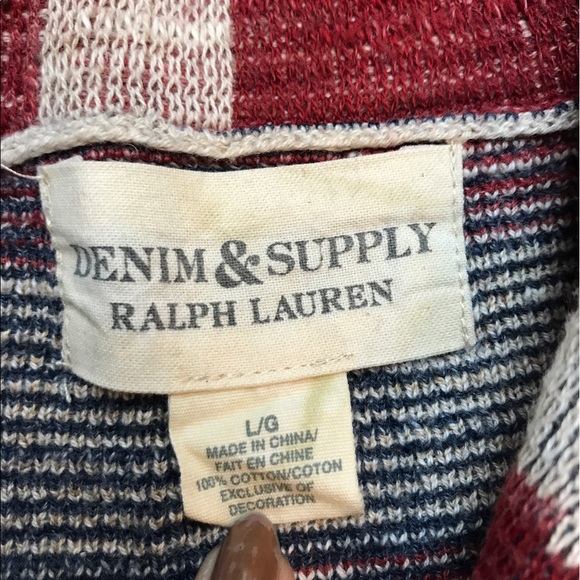 DENIM & SUPPLY
RALPH LAUREN
L/G
MADE IN CHINA/
FAIT EN CHINE
100% COTTON/COTON
EXCLUSIVE OF
DECORATION